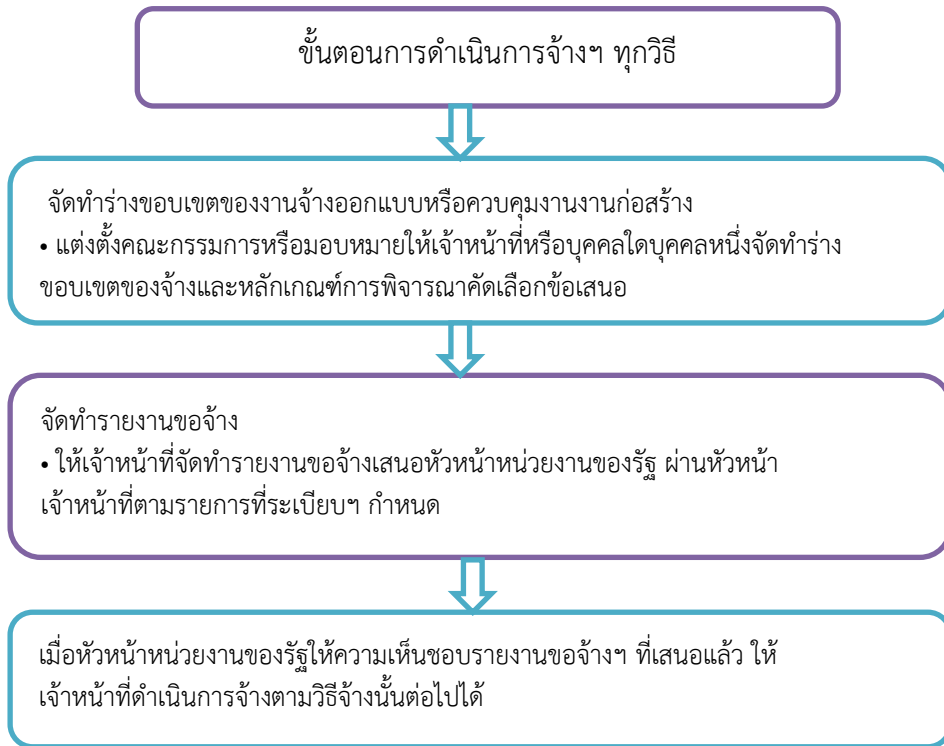 ขั้นตอนการดำเนินการจ้างฯ ทุกวิธี
จัดทำร่างขอบเขตของงานจ้างออกแบบหรือควบคุมงานงานก่อสร้าง
• แต่งตั้งคณะกรรมการหรือมอบหมายให้เจ้าหน้าที่หรือบุคคลใดบุคคลหนึ่งจัดทำร่าง
ขอบเขตของจ้างและหลักเกณฑ์การพิจารณาคัดเลือกข้อเสนอ
จัดทำรายงานขอจ้าง
• ให้เจ้าหน้าที่จัดทำรายงานขอจ้างเสนอหัวหน้าหน่วยงานของรัฐ ผ่านหัวหน้า
เจ้าหน้าที่ตามรายการที่ระเบียบฯ กำหนด
เมื่อหัวหน้าหน่วยงานของรัฐให้ความเห็นชอบรายงานขอจ้างฯ ที่เสนอแล้ว ให้
เจ้าหน้าที่ดำเนินการจ้างตามวิธีจ้างนั้นต่อไปได้